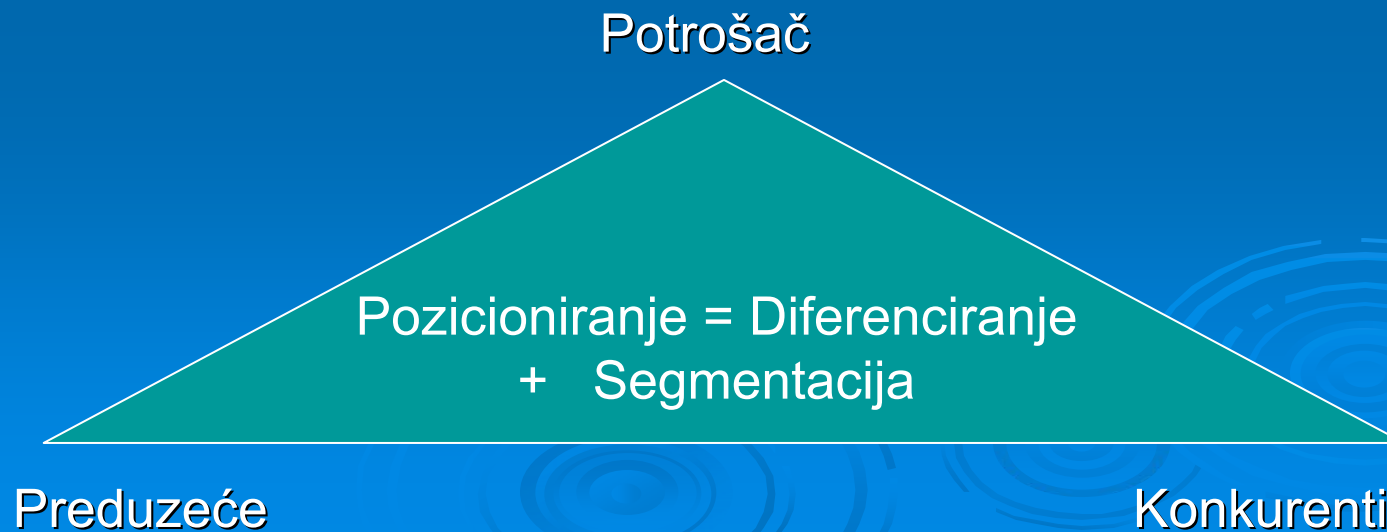 Potrošač
Pozicioniranje = Diferenciranje
+ Segmentacija
Preduzeće
Konkurenti